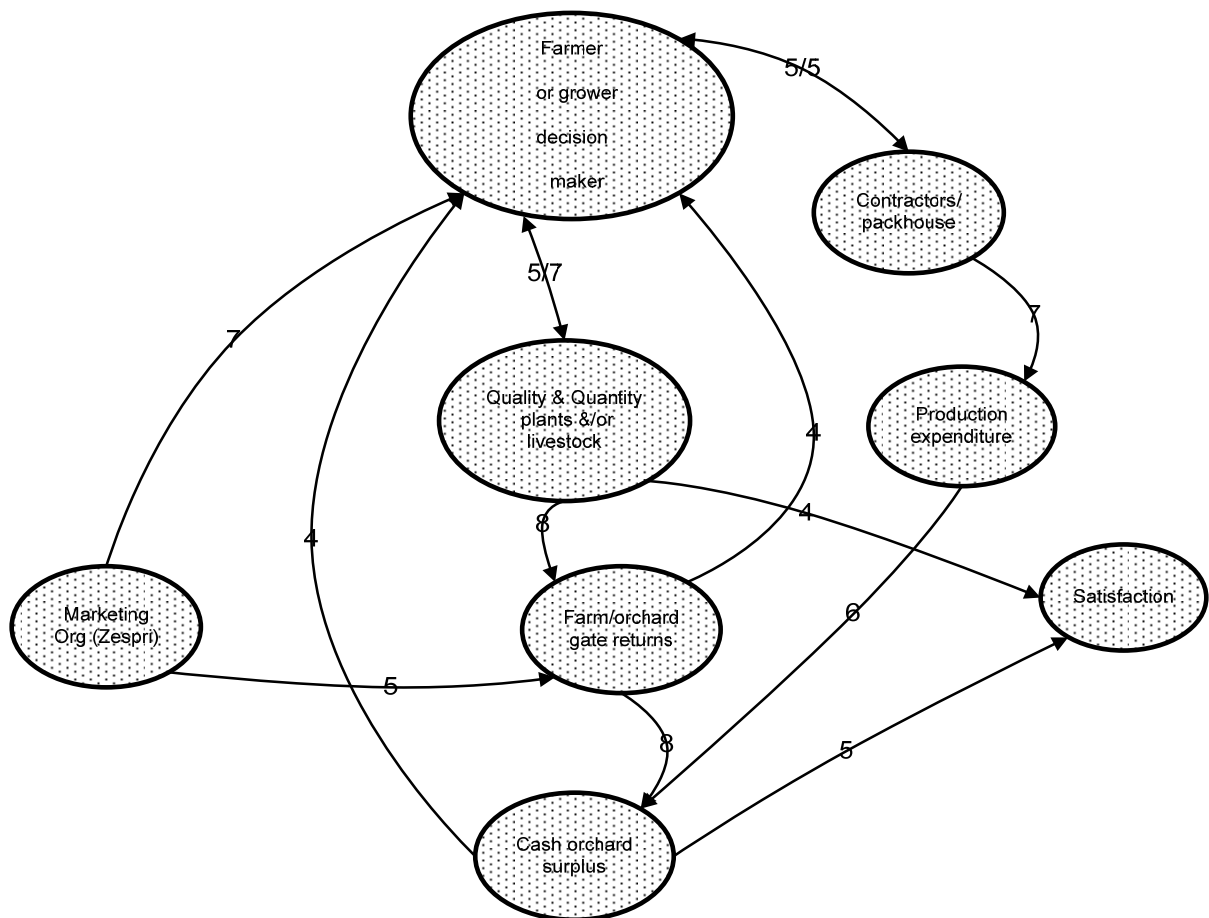 Farmer
or grower
decision
maker
5/5
Contractors/
packhouse
5/7
7
7
Quality & Quantity
plants &/or
livestock
Production
expenditure
4
4
8
4
Farm/orchard
gate returns
Satisfaction
Marketing
Org (Zespri)
6
5
8
5
Cash orchard
surplus